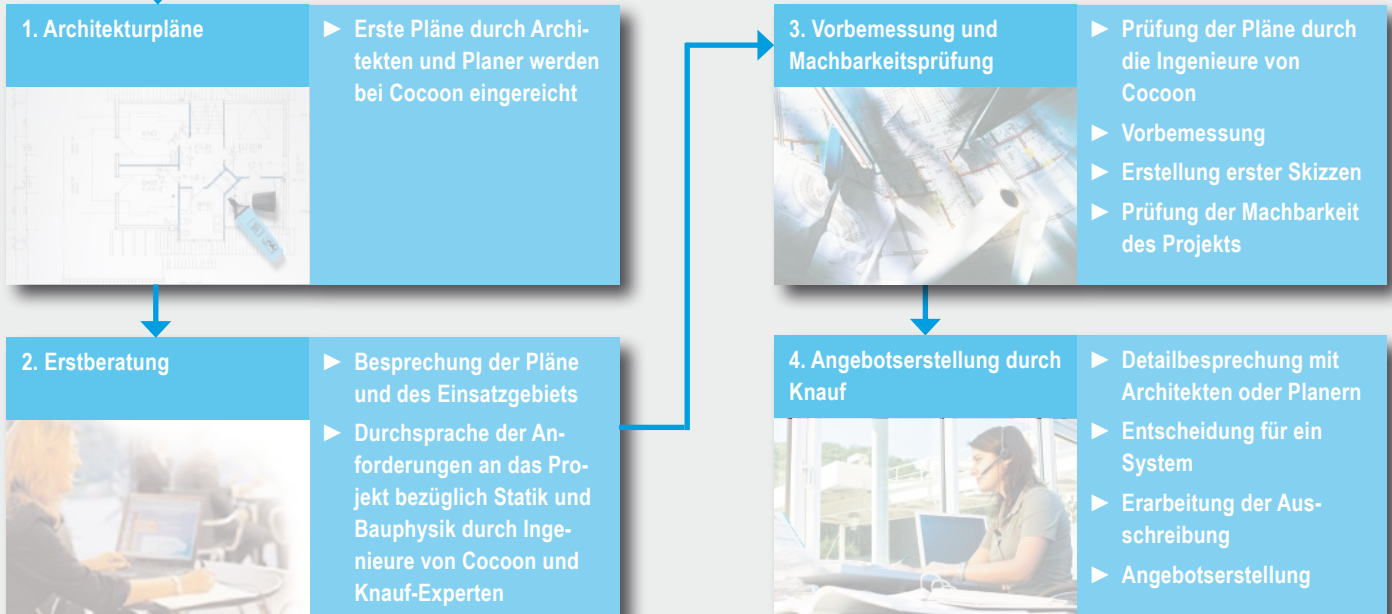 1. Architekturpläne
► Erste Pläne durch Archi-
tekten und Planer werden
bei Cocoon eingereicht
2. Erstberatung
► Besprechung der Pläne
und des Einsatzgebiets
► Durchsprache der An-
forderungen an das Pro-
jekt bezüglich Statik und
Bauphysik durch Inge-
nieure von Cocoon und
Knauf-Experten
3. Vorbemessung und
Machbarkeitsprüfung
► Prüfung der Pläne durch
die Ingenieure von
Cocoon
► Vorbemessung
► Erstellung erster Skizzen
► Prüfung der Machbarkeit
des Projekts
4. Angebotserstellung durch
Knauf
► Detailbesprechung mit
Architekten oder Planern
► Entscheidung für ein
System
► Erarbeitung der Aus-
schreibung
► Angebotserstellung